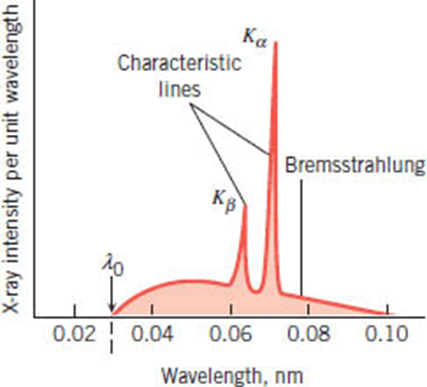 X-ray intensity per unit wavelength
Kα
Characteristic
lines
Bremsstrahlung
Kβ
λ0
0.02 0.04 0.06 0.08 0.10
Wavelength, nm